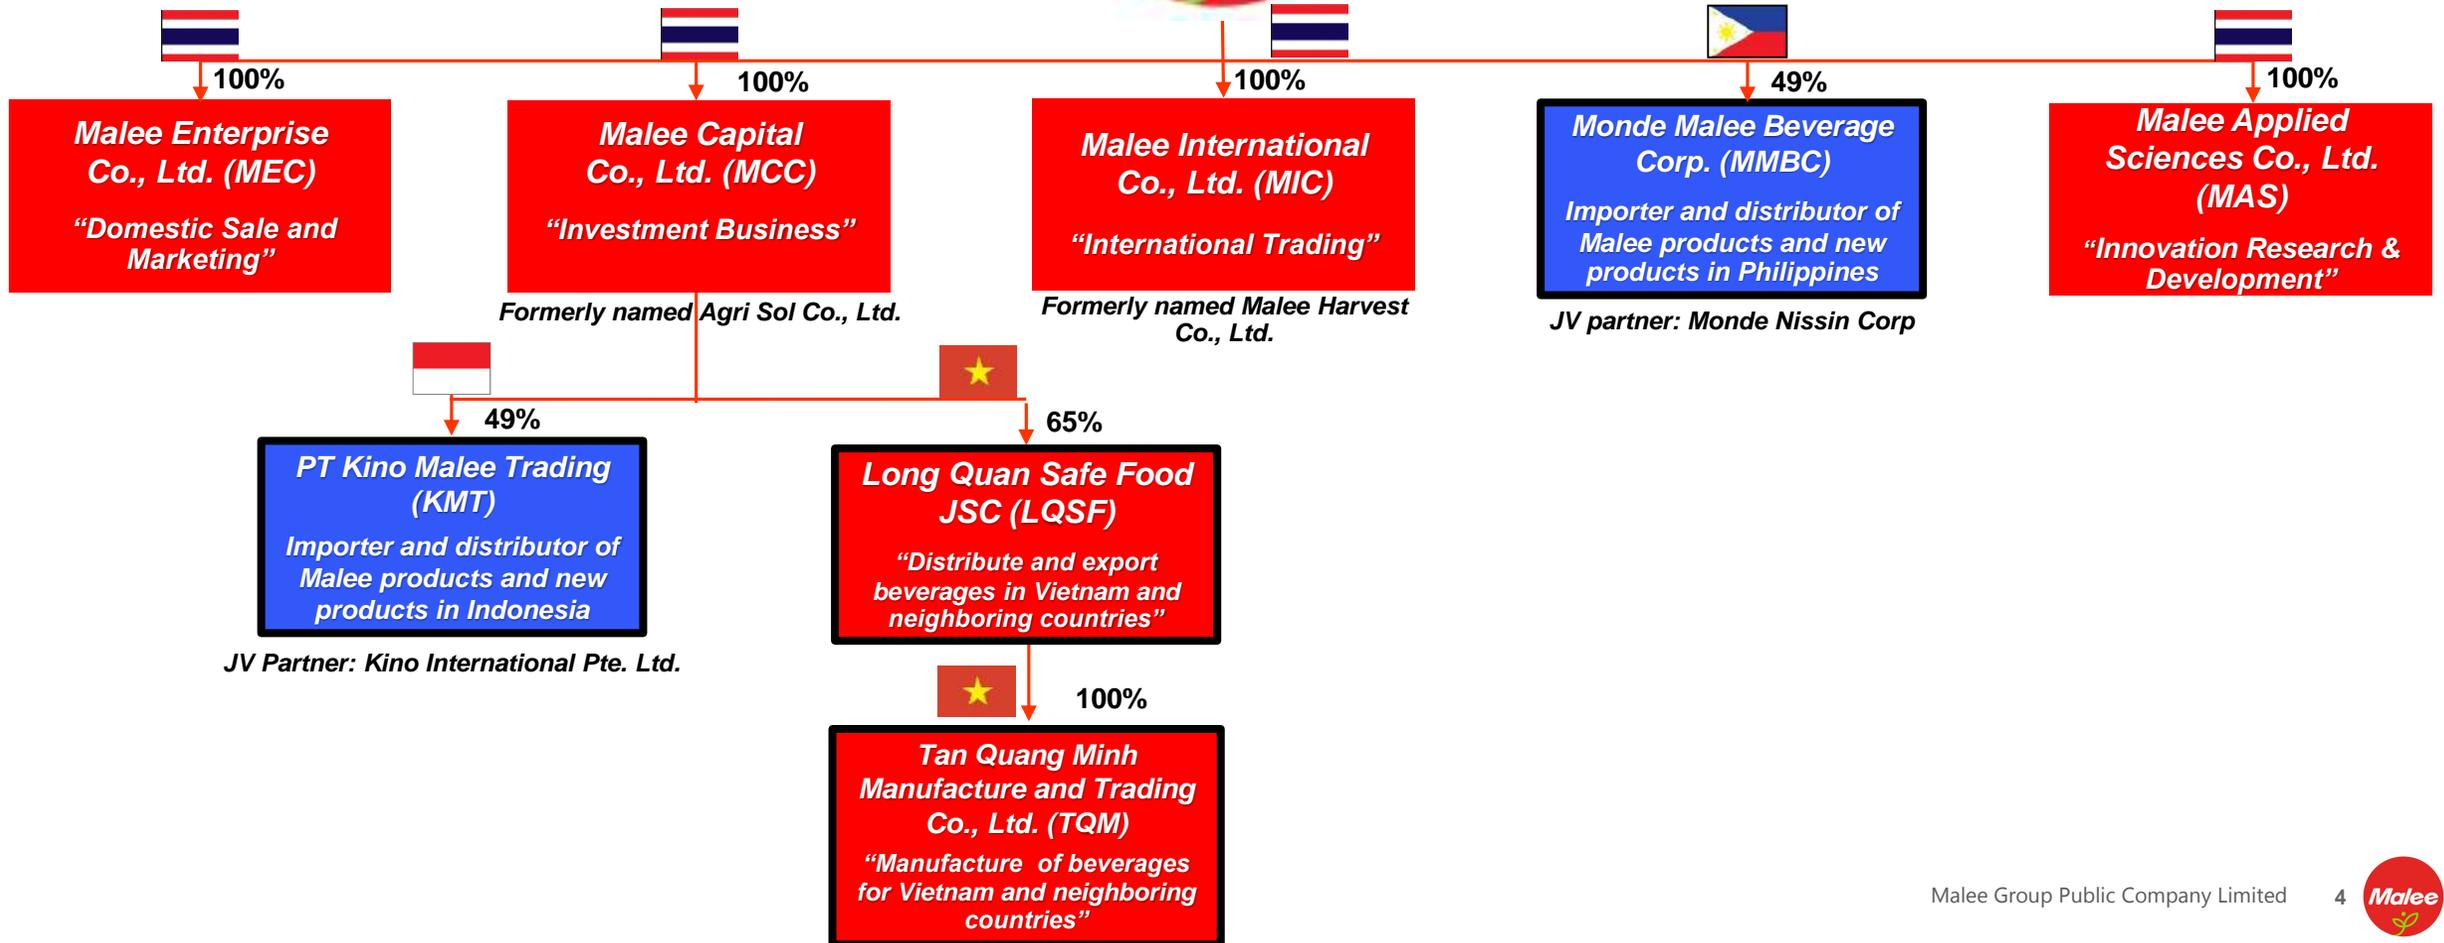 100%
Malee Enterprise
Co., Ltd. (MEC)
“Domestic Sale and
Marketing”
100%
Malee Capital
Co., Ltd. (MCC)
“Investment Business”
Formerly named Agri Sol Co., Ltd.
100%
Malee International
Co., Ltd. (MIC)
“International Trading”
Formerly named Malee Harvest
Co., Ltd.
49%
Monde Malee Beverage
Corp. (MMBC)
Importer and distributor of
Malee products and new
products in Philippines
JV partner: Monde Nissin Corp
100%
Malee Applied
Sciences Co., Ltd.
(MAS)
“Innovation Research &
Development”
49%
PT Kino Malee Trading
(KMT)
Importer and distributor of
Malee products and new
products in Indonesia
JV Partner: Kino International Pte. Ltd.
65%
Long Quan Safe Food
JSC (LQSF)
“Distribute and export
beverages in Vietnam and
neighboring countries”
100%
Tan Quang Minh
Manufacture and Trading
Co., Ltd. (TQM)
“Manufacture of beverages
for Vietnam and neighboring
countries”
Malee Group Public Company Limited 4
Malee